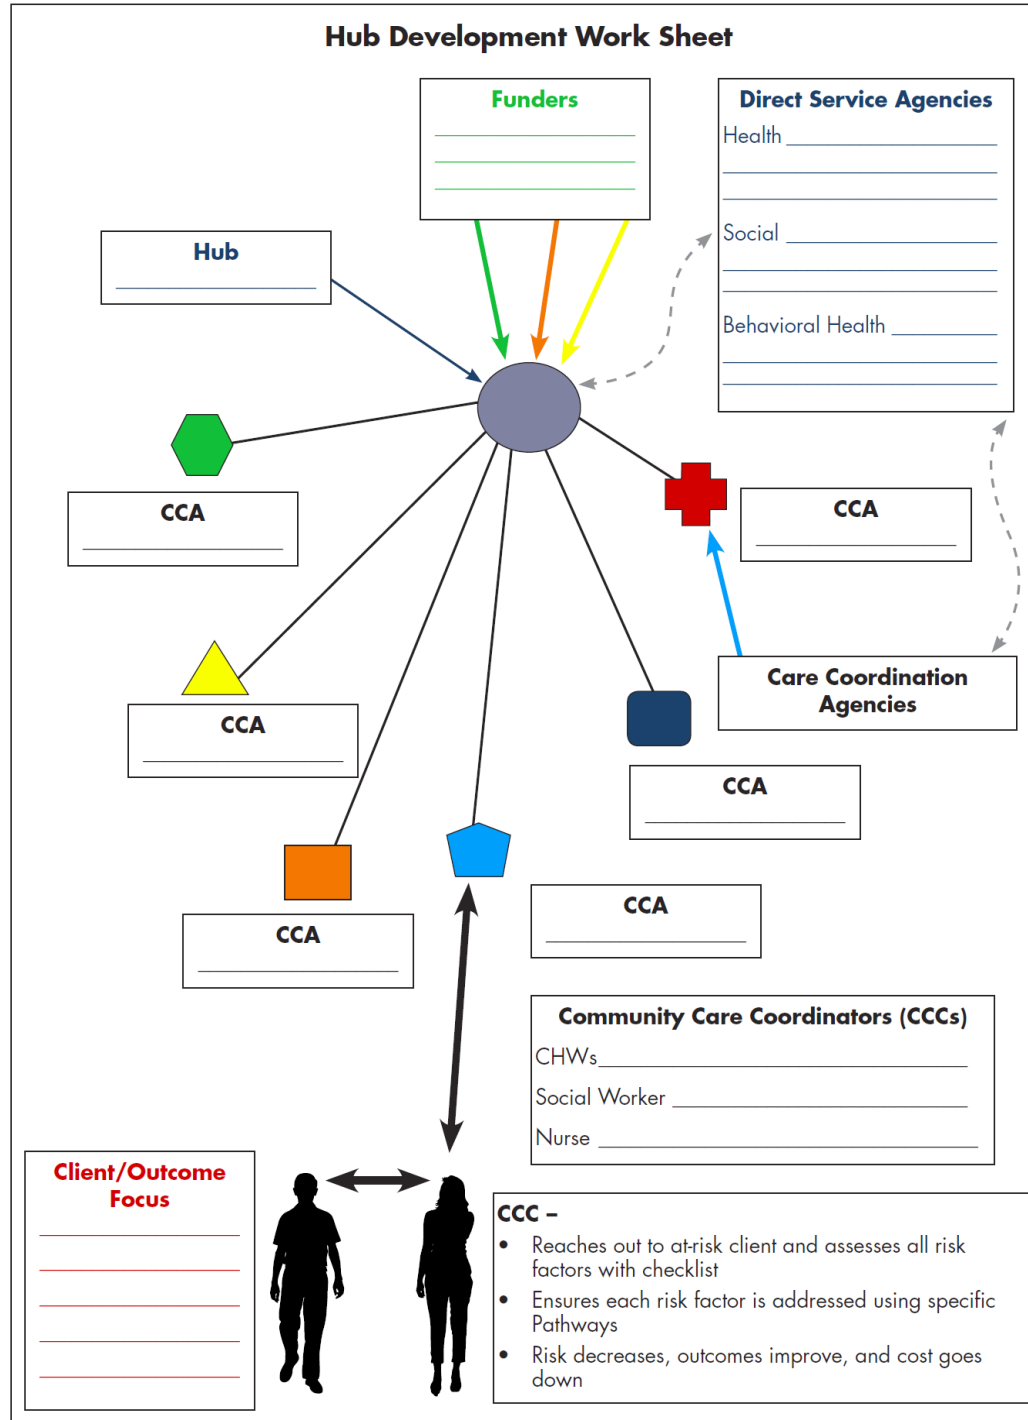 Hub Development Work Sheet
Funders
Direct Service Agencies
Health
Social
Behavioral Health
Hub
CCA
CCA
CCA
Care Coordination
Agencies
CCA
CCA
CCA
Community Care Coordinators (CCCs)
CHWs
Social Worker
Nurse
Client/Outcome
Focus
CCC –
• Reaches out to at-risk client and assesses all risk
factors with checklist
• Ensures each risk factor is addressed using specific
Pathways
• Risk decreases, outcomes improve, and cost goes
down